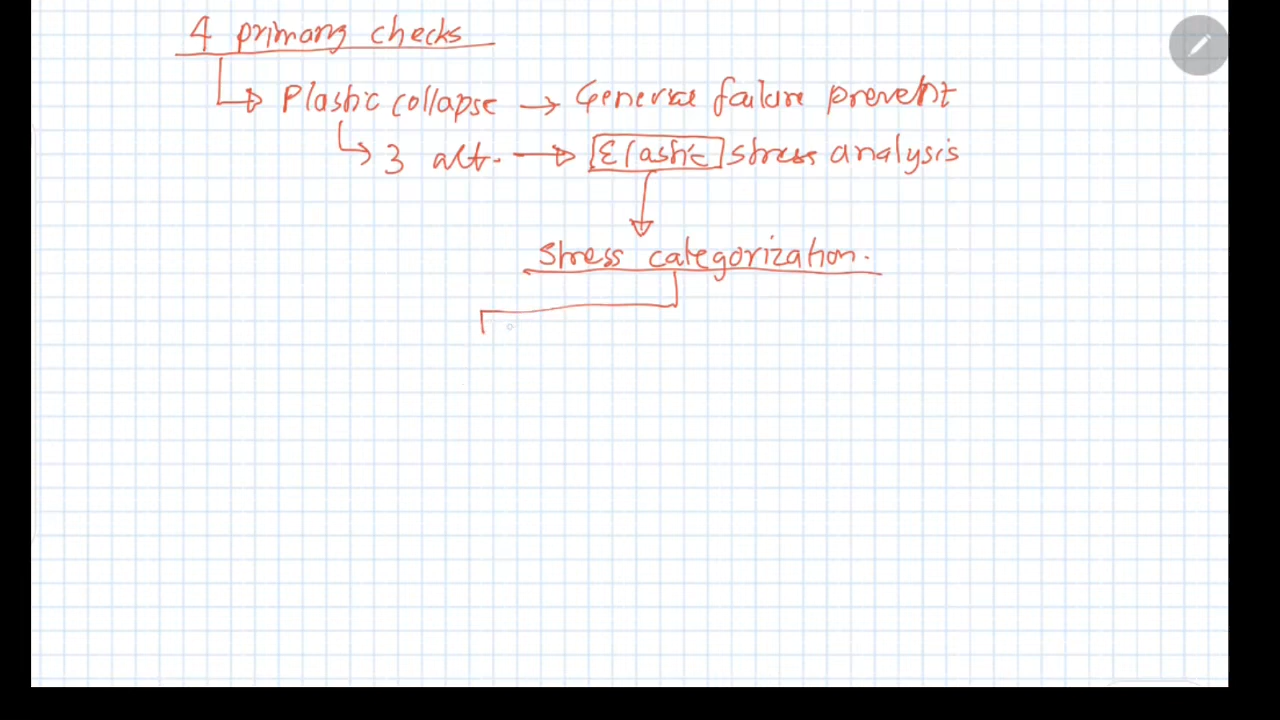 4 primary checks
Plastic collapse → General failure prevent
3 alt. → Elastic stress analysis
Stress categorization.